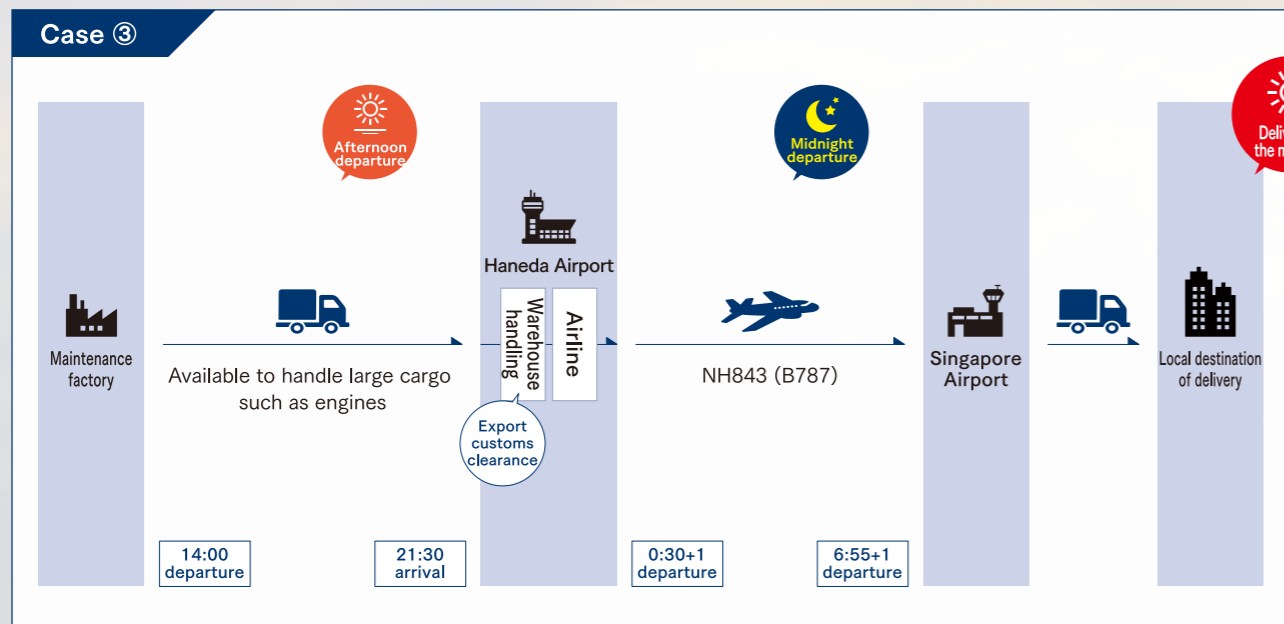 Case ③
Afternoon
departure
Midnight
departure
Haneda Airport
Warehouse
handling
Airline
Maintenance
factory
Available to handle large cargo
such as engines
Export
customs
clearance
NH843 (B787)
Singapore
Airport
Local destination
of delivery
the
14:00
departure
21:30
arrival
0:30+1
departure
6:55+1
departure